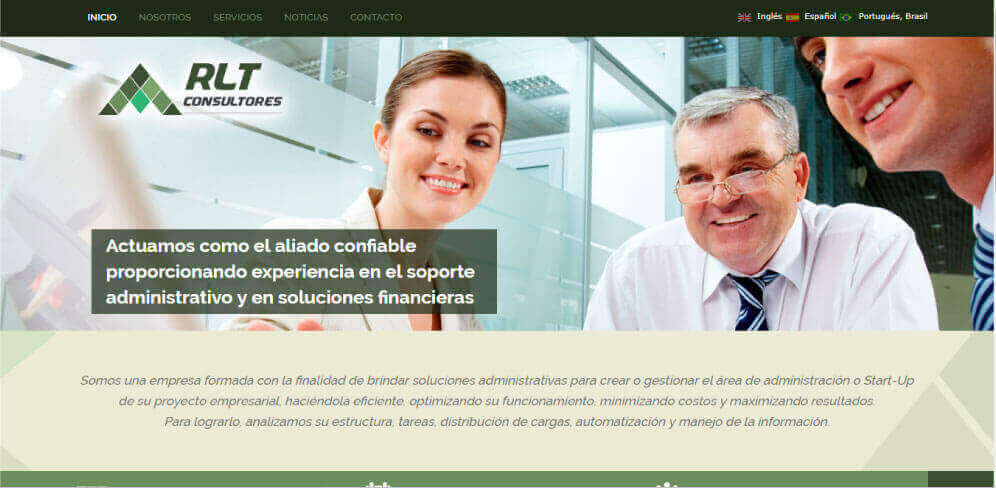 INICIO NOSOTROS SERVICIOS NOTICIAS CONTACTO Inglés Español Portugués, Brasil
RLT
CONSULTORES
Actuamos como el aliado confiable
proporcionando experiencia en el soporte
administrativo y en soluciones financieras
Somos una empresa formada con la finalidad de brindar soluciones administrativas para crear o gestionar el área de administración o Start-Up
de su proyecto empresarial, haciéndola eficiente, optimizando su funcionamiento, minimizando costos y maximizando resultados.
Para lograrlo, analizamos su estructura, tareas, distribución de cargas, automatización y manejo de la información.